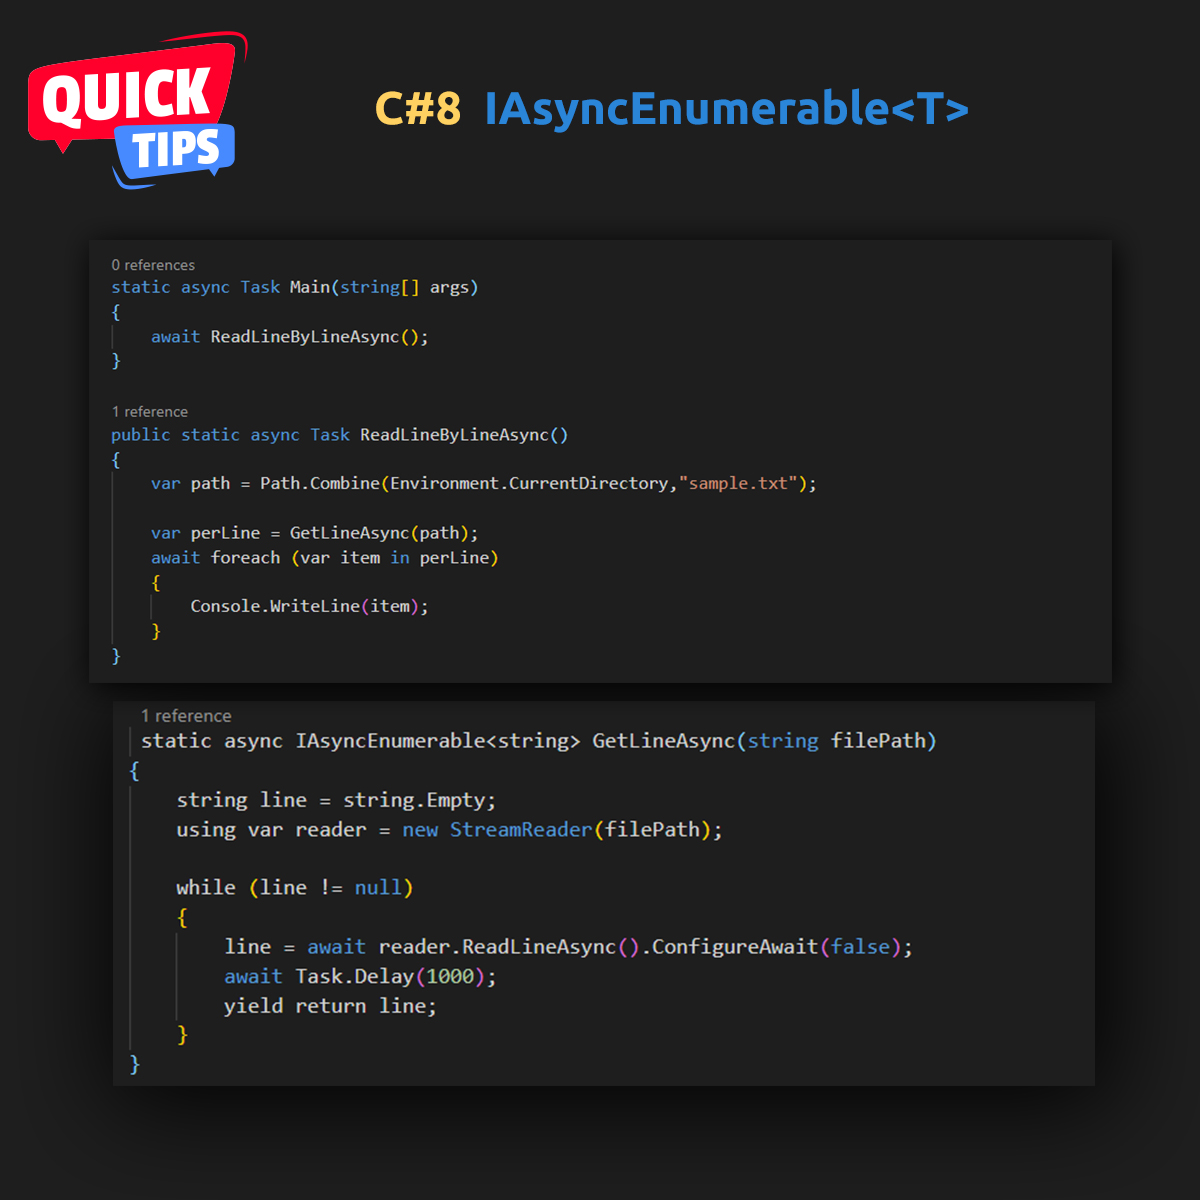 QUICK
TIPS
C#8 IAsyncEnumerable<T>
0 references
static async Task Main(string[] args)
{
    await ReadLineByLineAsync();
}
1 reference
public static async Task ReadLineByLineAsync()
{
    var path = Path.Combine(Environment.CurrentDirectory,"sample.txt");
    var perLine = GetLineAsync(path);
    await foreach (var item in perLine)
    {
        Console.WriteLine(item);
    }
}
1 reference
static async IAsyncEnumerable<string> GetLineAsync(string filePath)
{
    string line = string.Empty;
    using var reader = new StreamReader(filePath);
    while (line != null)
    {
        line = await reader.ReadLineAsync().ConfigureAwait(false);
        await Task.Delay(1000);
        yield return line;
    }
}